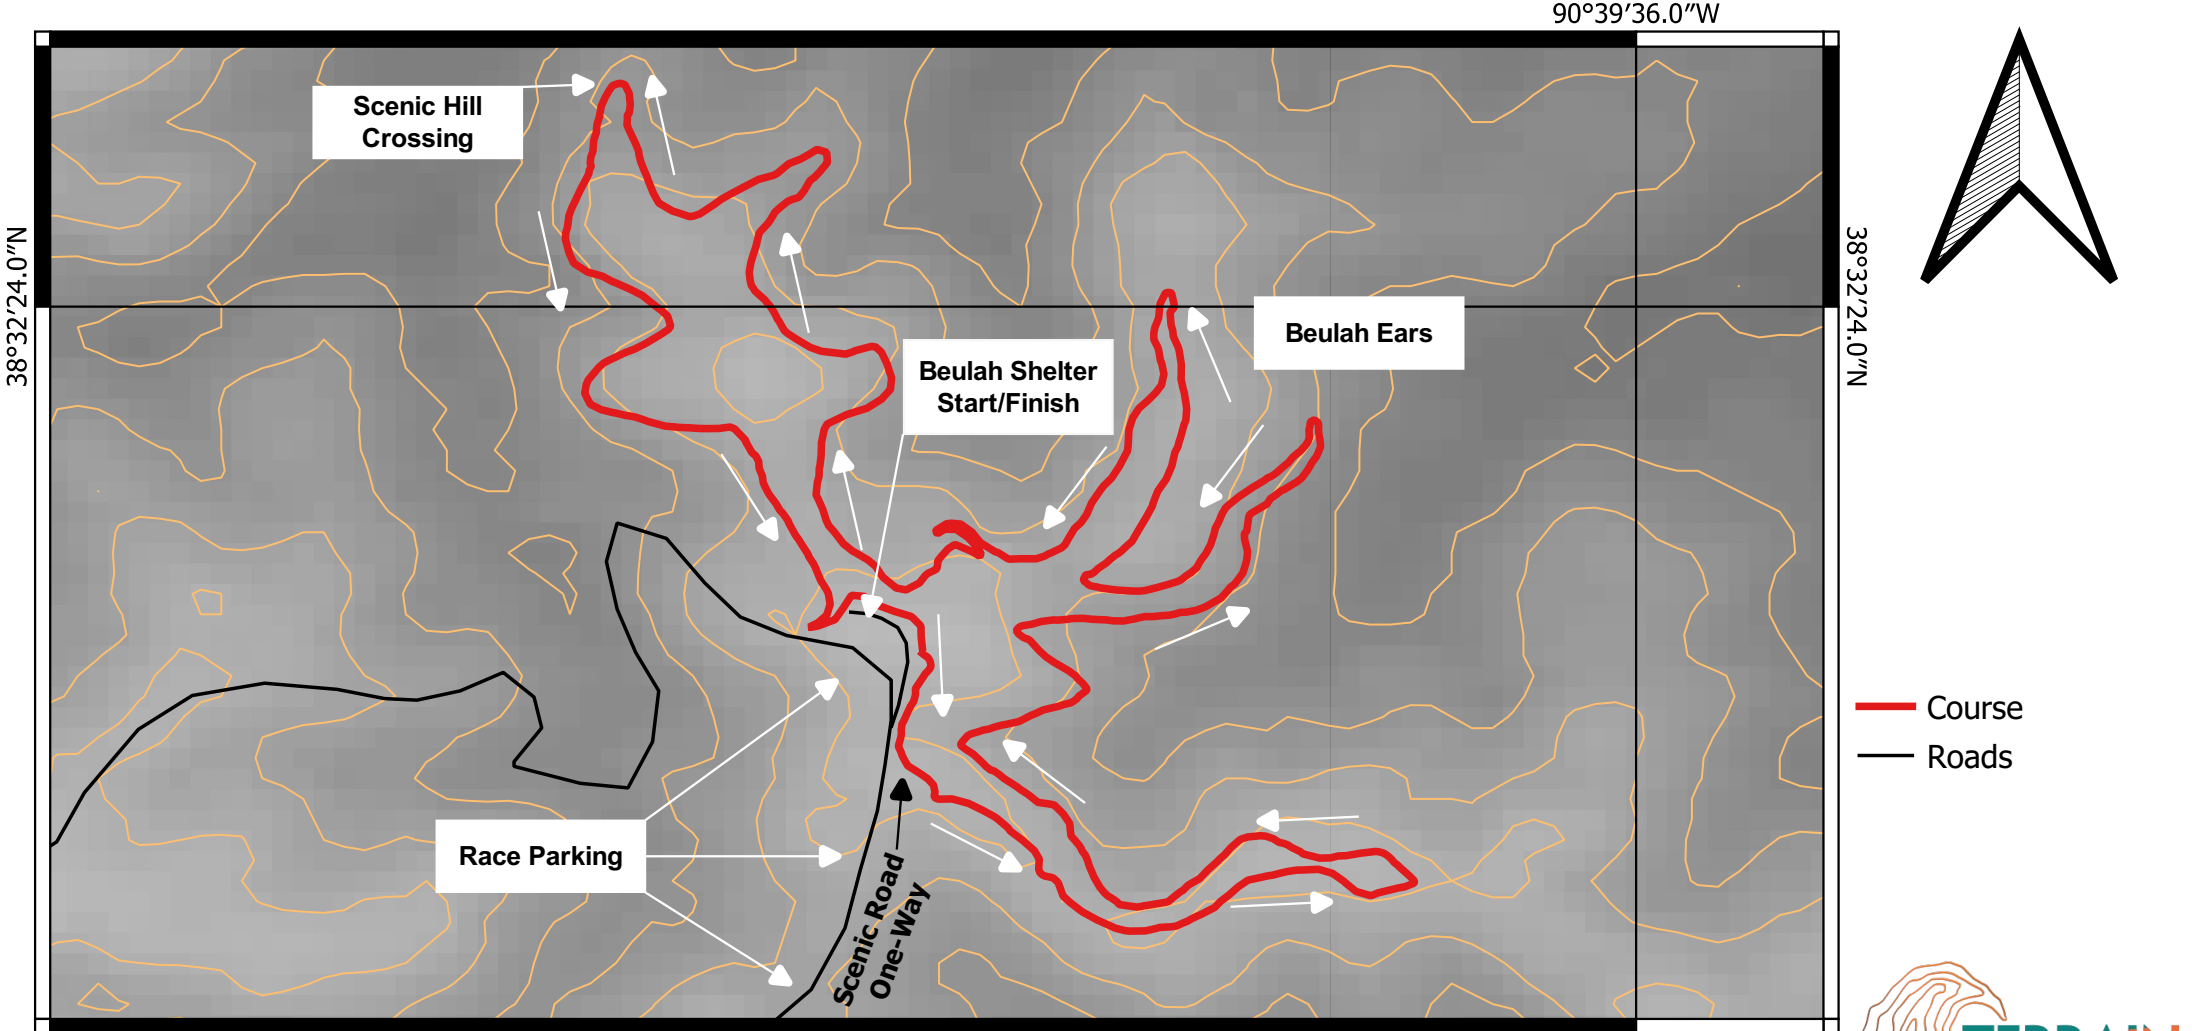 90°39'36.0"W
Scenic Hill
Crossing
38°32'24.0"N
38°32'24.0"N
Beulah Ears
Beulah Shelter
Start/Finish
Course
Roads
Race Parking
Scenic Road
One-Way